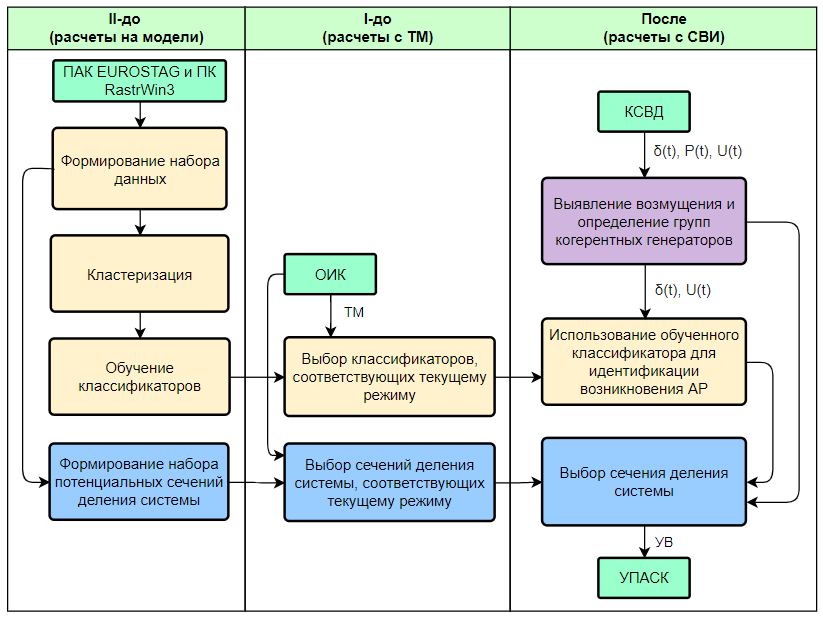 II-до
(расчеты на модели)
I-до
(расчеты с ТМ)
После
(расчеты с СВИ)
ПАК EUROSTAG и ПК
RastrWin3
Формирование набора
данных
Кластеризация
Обучение
классификаторов
Формирование набора
потенциальных сечений
деления системы
ОИК
ТМ
Выбор классификаторов,
соответствующих текущему
режиму
Выбор сечений деления
системы, соответствующих
текущему режиму
КСВД
δ(t), P(t), U(t)
Выявление возмущения и
определение групп
когерентных генераторов
δ(t), U(t)
Использование обученного
классификатора для
идентификации
возникновения АР
Выбор сечения деления
системы
УВ
УПАСК